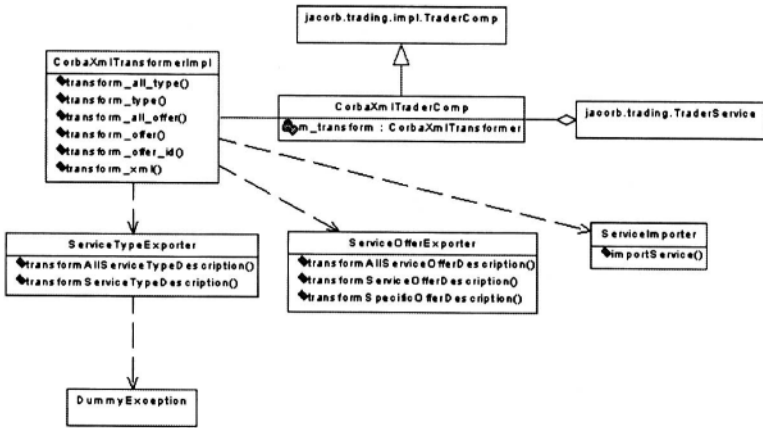 jacorb.trading.impl.TraderComp
CorbaXmlTransformerImpl
transform_all_type()
transform_type()
transform_all_offer()
transform_offer()
transform_offer_id()
transform_xml()
CorbaXmlTraderComp
m_transform : CorbaXmlTransformer
jacorb.trading.TraderService
ServiceTypeExporter
transformAllServiceTypeDescription()
transformServiceTypeDescription()
ServiceOfferExporter
transformAllServiceOfferDescription()
transformServiceOfferDescription()
transformSpecificOfferDescription()
ServiceImporter
importService()
DummyException